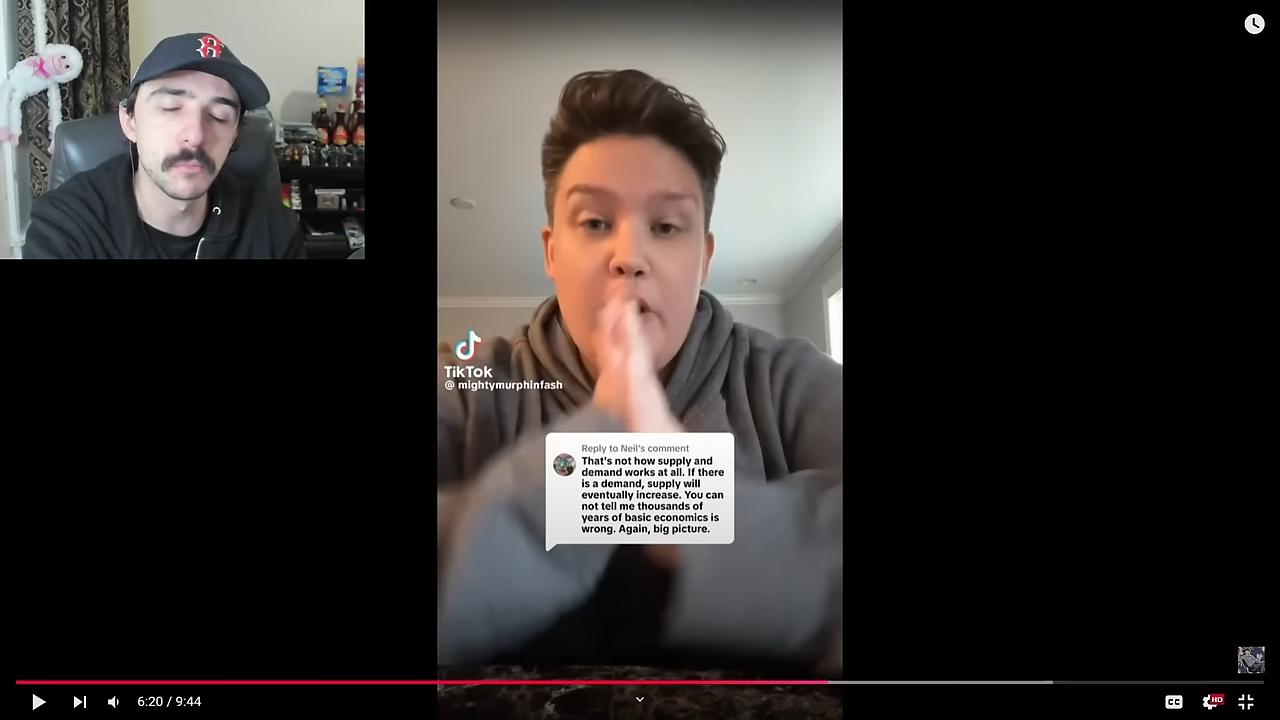 TikTok
@ mightymurphinfash
Reply to Neil's comment
That's not how supply and
demand works at all. If there
is a demand, supply will
eventually increase. You can
not tell me thousands of
years of basic economics is
wrong. Again, big picture.
6:20 / 9:44
CC
HD